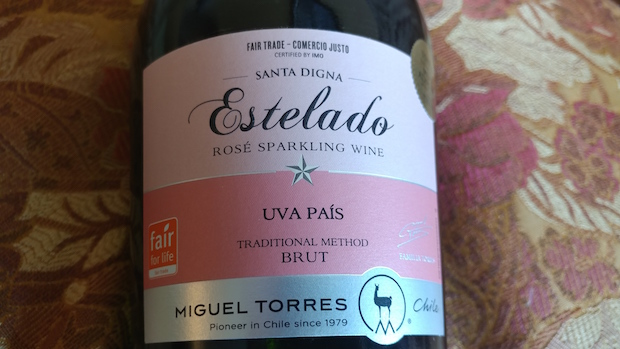 FAIR TRADE - COMERCIO JUSTO
CERTIFIED BY IMO
SANTA DIGNA
Estelado
ROSÉ SPARKLING WINE
UVA PAÍS
TRADITIONAL METHOD
BRUT
fair
for life
MIGUEL TORRES
Chile
Pioneer in Chile since 1979